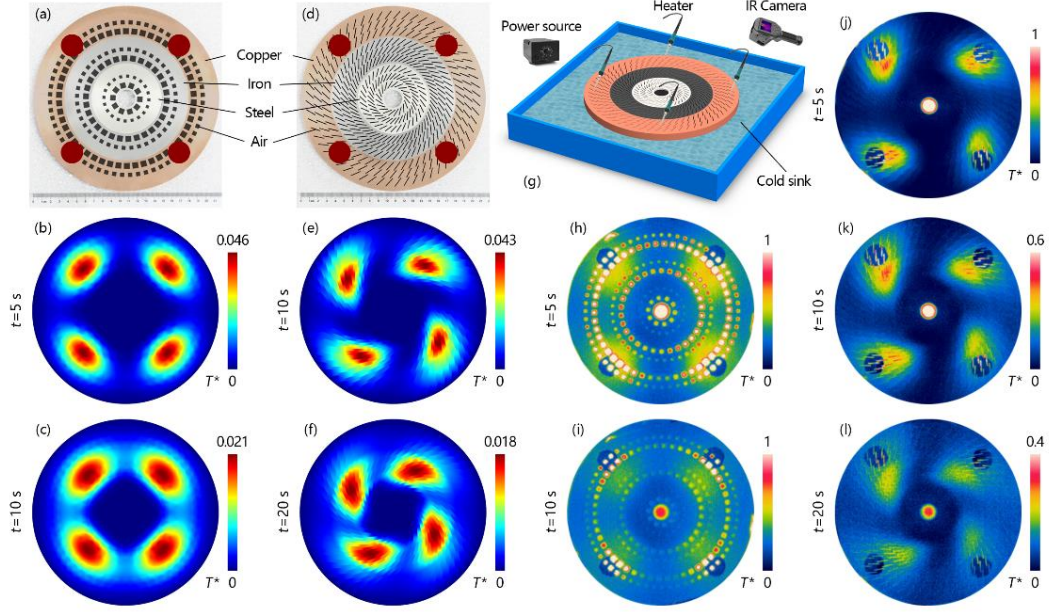 (a)
(d)
Copper
Iron
Steel
Air
(g)
Power source
Heater
IR Camera
Cold sink
(j)
t=5 s
1
T* 0
(b)
t=5 s
0.046
T* 0
(e)
t=10 s
0.043
T* 0
(h)
t=5 s
1
T* 0
(k)
t=10 s
0.6
T* 0
(c)
t=10 s
0.021
T* 0
(f)
t=20 s
0.018
T* 0
(i)
t=10 s
1
T* 0
(l)
t=20 s
0.4
T* 0